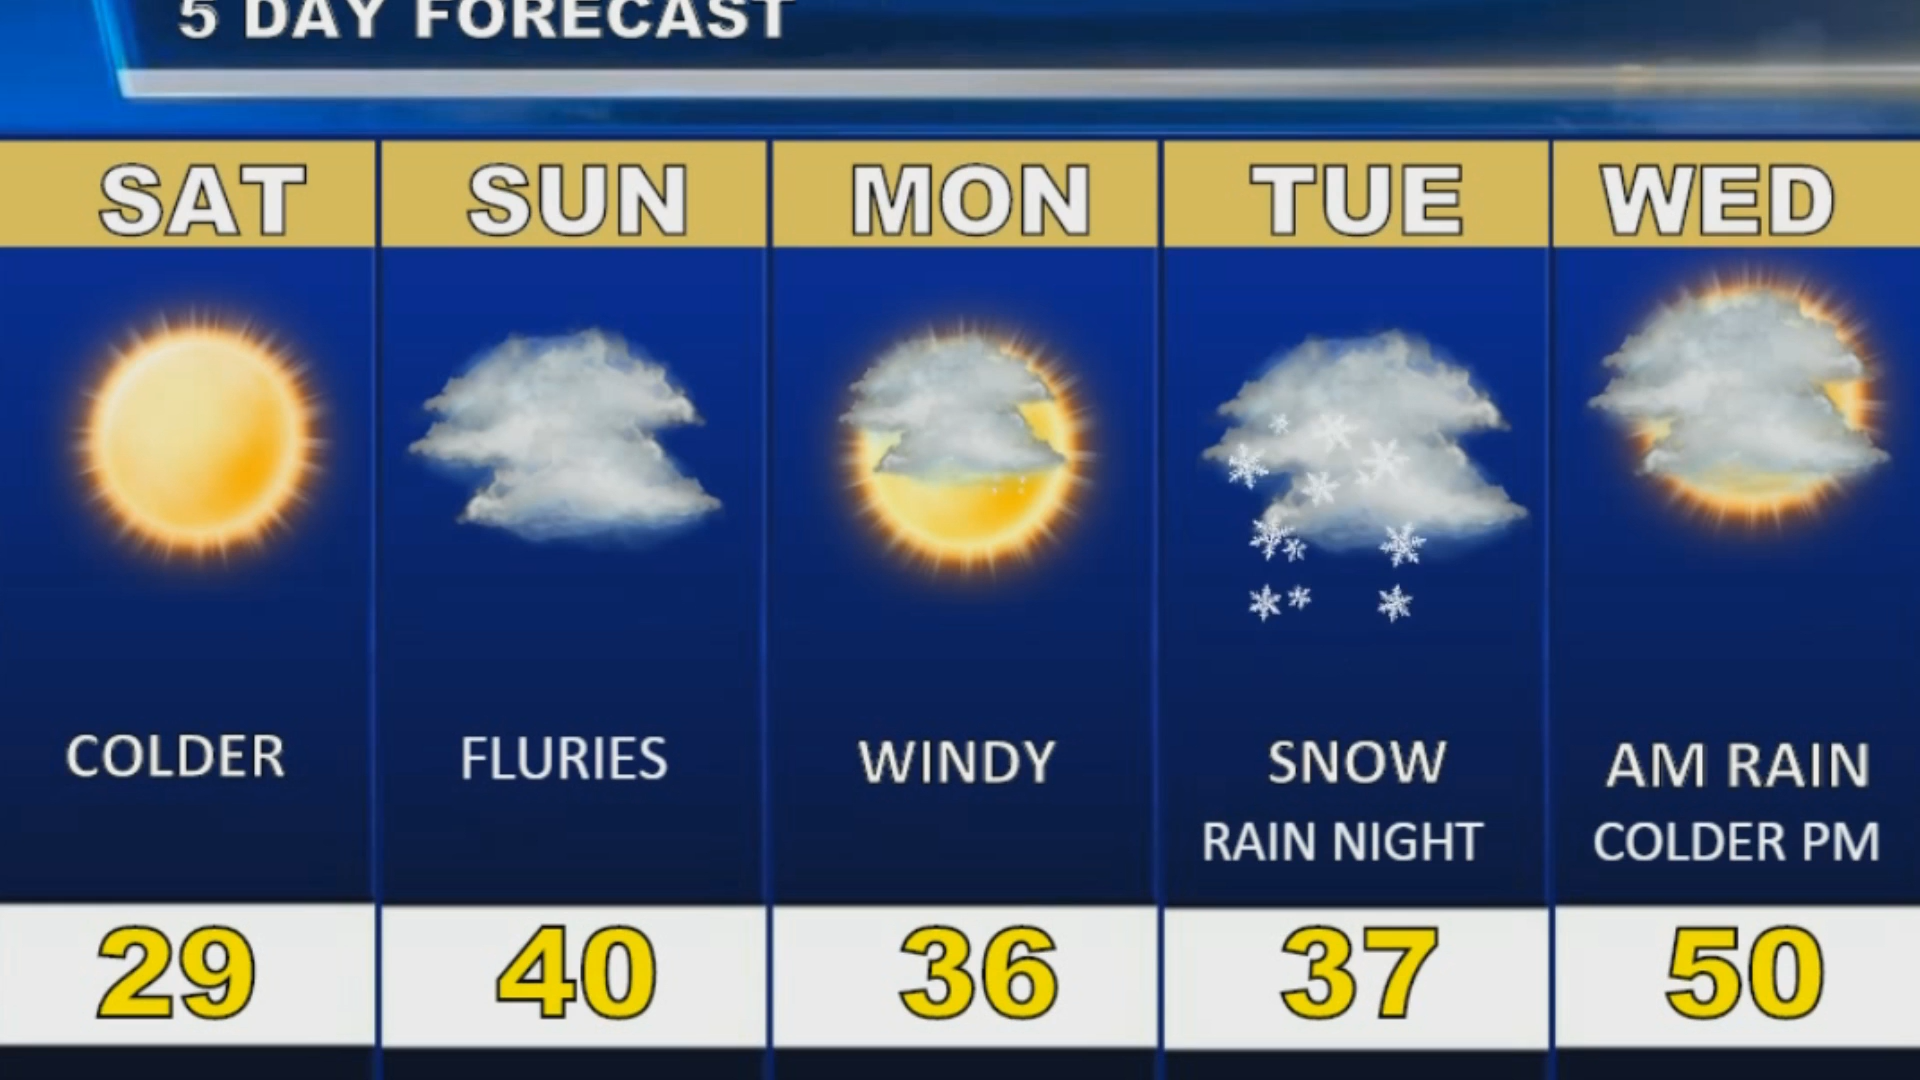 5 DAY FORECAST
SAT SUN MON TUE WED
COLDER FLURIES WINDY SNOW AM RAIN
RAIN NIGHT COLDER PM
29 40 36 37 50